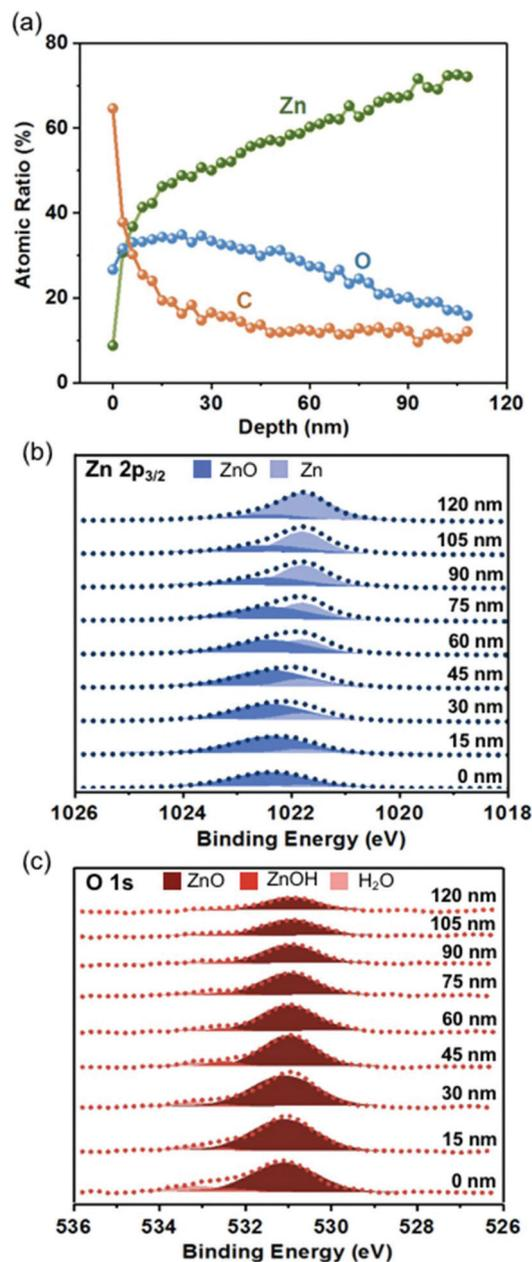 (a)
80
60
40
20
0
Atomic Ratio (%)
Zn
O
C
0 30 60 90 120
Depth (nm)
(b)
Zn 2p3/2 ZnO Zn
120 nm
105 nm
90 nm
75 nm
60 nm
45 nm
30 nm
15 nm
0 nm
1026 1024 1022 1020 1018
Binding Energy (eV)
(c)
O 1s ZnO ZnOH H2O
120 nm
105 nm
90 nm
75 nm
60 nm
45 nm
30 nm
15 nm
0 nm
536 534 532 530 528 526
Binding Energy (eV)